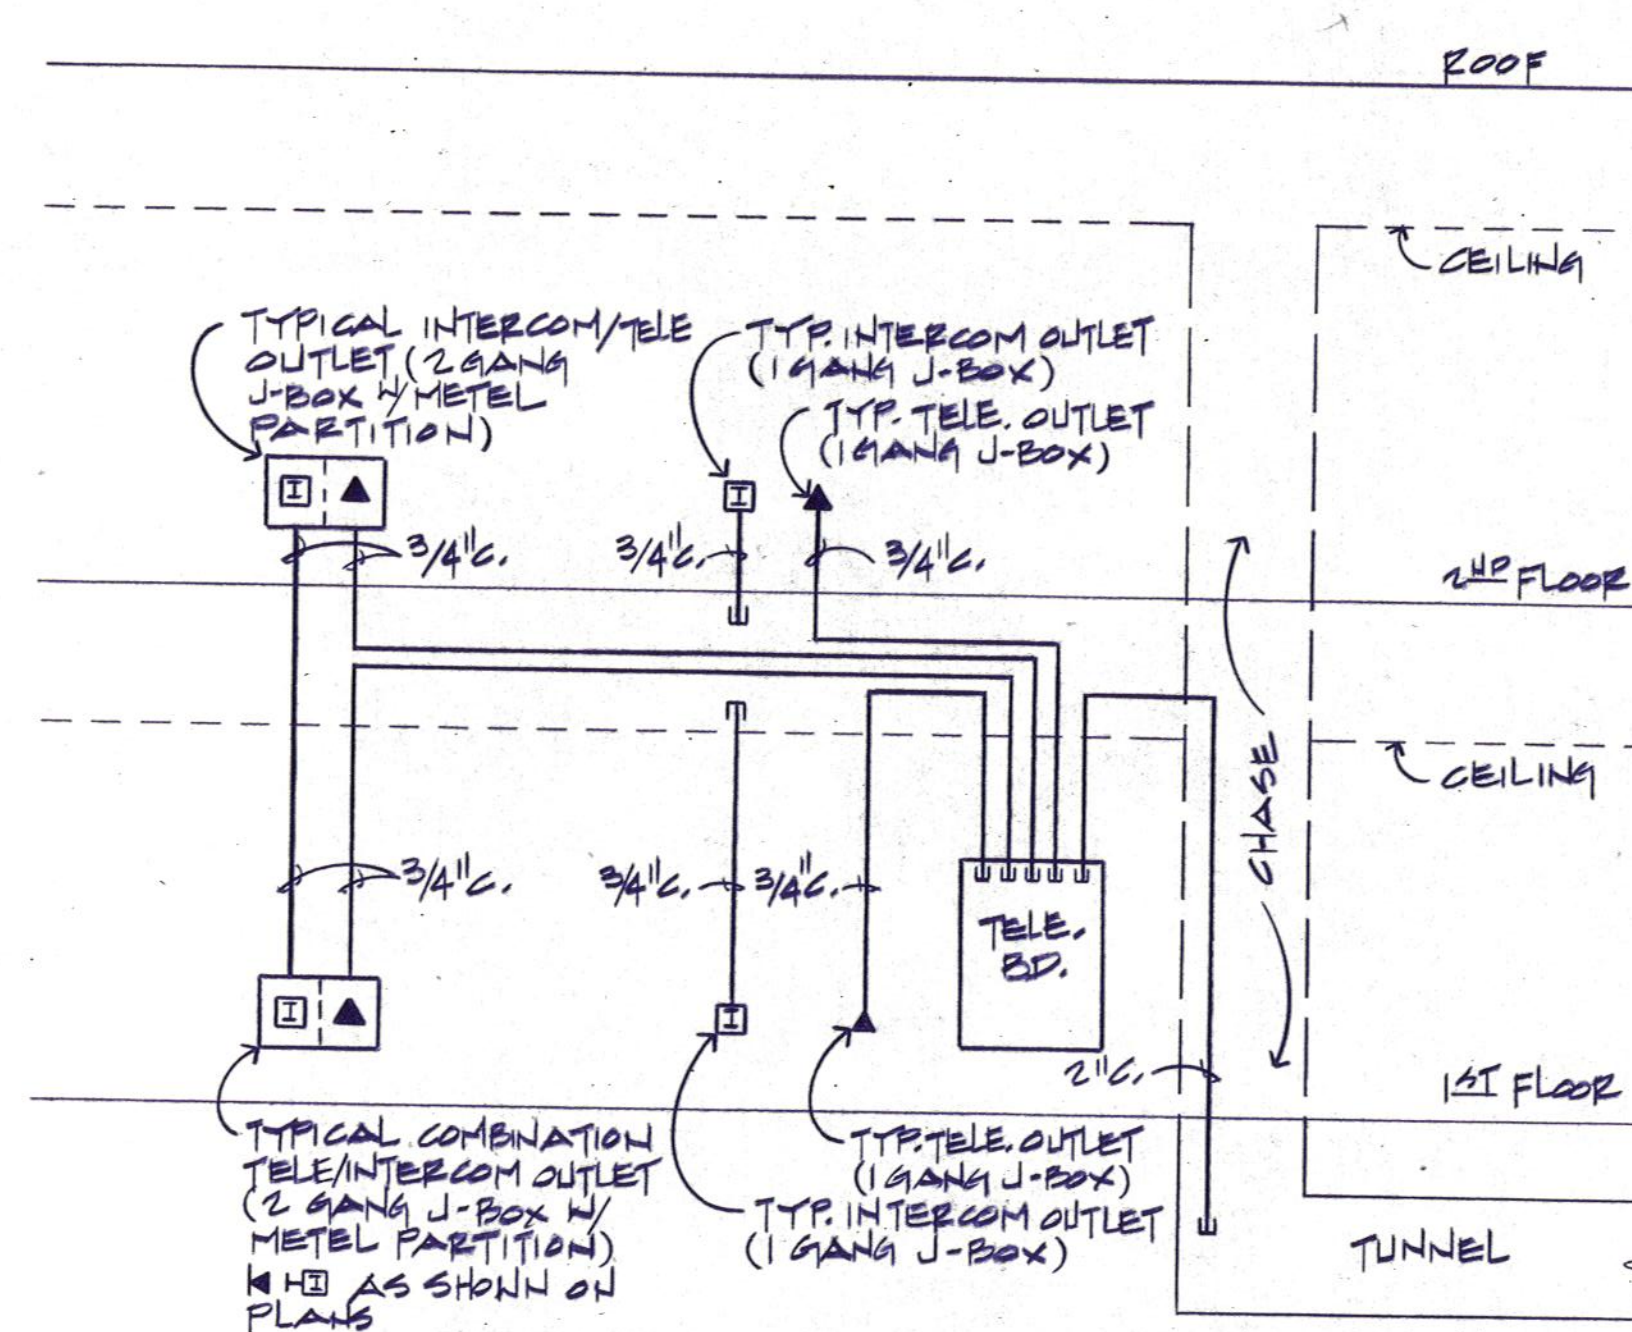 ROOF
CEILING
TYPICAL INTERCOM/TELE
OUTLET (2 GANG
J-BOX W/METEL
PARTITION)
TYP. INTERCOM OUTLET
(1 GANG J-BOX)
TYP. TELE. OUTLET
(1 GANG J-BOX)
I
I
3/4"C.
3/4"C.
3/4"C.
2ND FLOOR
CEILING
CHASE
3/4"C.
3/4"C.
3/4"C.
TELE.
BD.
I
I
2"C.
1ST FLOOR
TYPICAL COMBINATION
TELE/INTERCOM OUTLET
(2 GANG J-BOX W/
METEL PARTITION)
I AS SHOWN ON
PLANS
TYP. TELE. OUTLET
(1 GANG J-BOX)
TYP. INTERCOM OUTLET
(1 GANG J-BOX)
TUNNEL